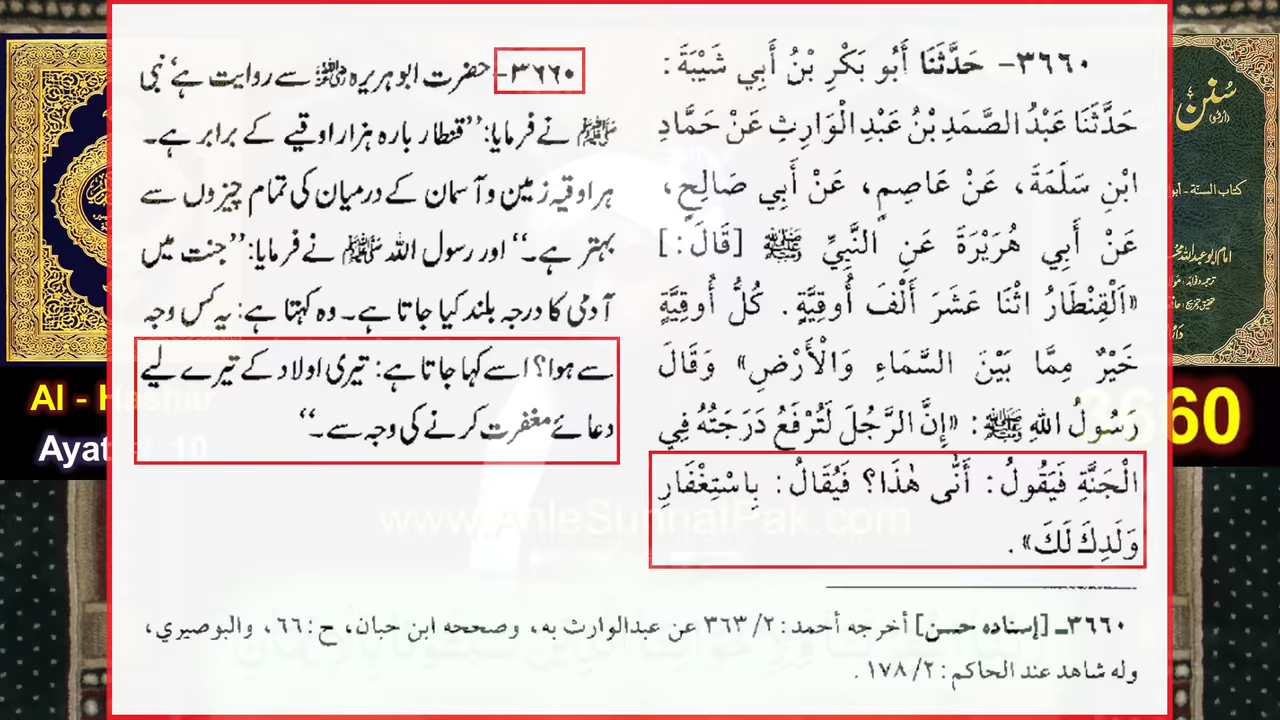 ٣٦٦٠- حَدَّثَنَا أَبُو بَكْرِ بْنُ أَبِي شَيْبَةَ :
حَدَّثَنَا عَبْدُ الصَّمَدِ بْنُ عَبْدِ الْوَارِثِ عَنْ حَمَّادِ
ابْنِ سَلَمَةَ، عَنْ عَاصِمٍ، عَنْ أَبِي صَالِحٍ،
عَنْ أَبِي هُرَيْرَةَ عَنِ النَّبِيِّ ﷺ [قَالَ:]
«اَلْقِنْطَارُ اثْنَا عَشَرَ أَلْفَ أُوقِيَّةٍ. كُلُّ أُوقِيَّةٍ
خَيْرٌ مِمَّا بَيْنَ السَّمَاءِ وَالْأَرْضِ» وَقَالَ
رَسُولُ اللهِ ﷺ: «إِنَّ الرَّجُلَ لَتُرْفَعُ دَرَجَتُهُ فِي
الْجَنَّةِ فَيَقُولُ: أَنَّى هٰذَا؟ فَيُقَالُ: بِاسْتِغْفَارِ
وَلَدِكَ لَكَ».
٣٦٦٠- حضرت ابوہریرہ ؓ سے روایت ہے، نبی
ﷺ نے فرمایا: ’’قنطار بارہ ہزار اوقیے کے برابر ہے۔
ہر اوقیہ زمین و آسمان کے درمیان کی تمام چیزوں سے
بہتر ہے۔‘‘ اور رسول اللہ ﷺ نے فرمایا: ’’جنت میں
آدمی کا درجہ بلند کیا جاتا ہے۔ وہ کہتا ہے: یہ کس وجہ
سے ہوا؟ اسے کہا جاتا ہے: تیری اولاد کے تیرے لیے
دعائے مغفرت کرنے کی وجہ سے۔‘‘
٣٦٦٠ـ [إسناده حسن] أخرجه أحمد: ٢/ ٣٦٣ عن عبدالوارث به، وصححه ابن حبان، ح: ٦٦، والبوصيري،
وله شاهد عند الحاكم: ٢/ ١٧٨ .
www.AhleSunnatPak.com
Al - Hashar
Ayat # 10
3660
سُنن
(اردو)